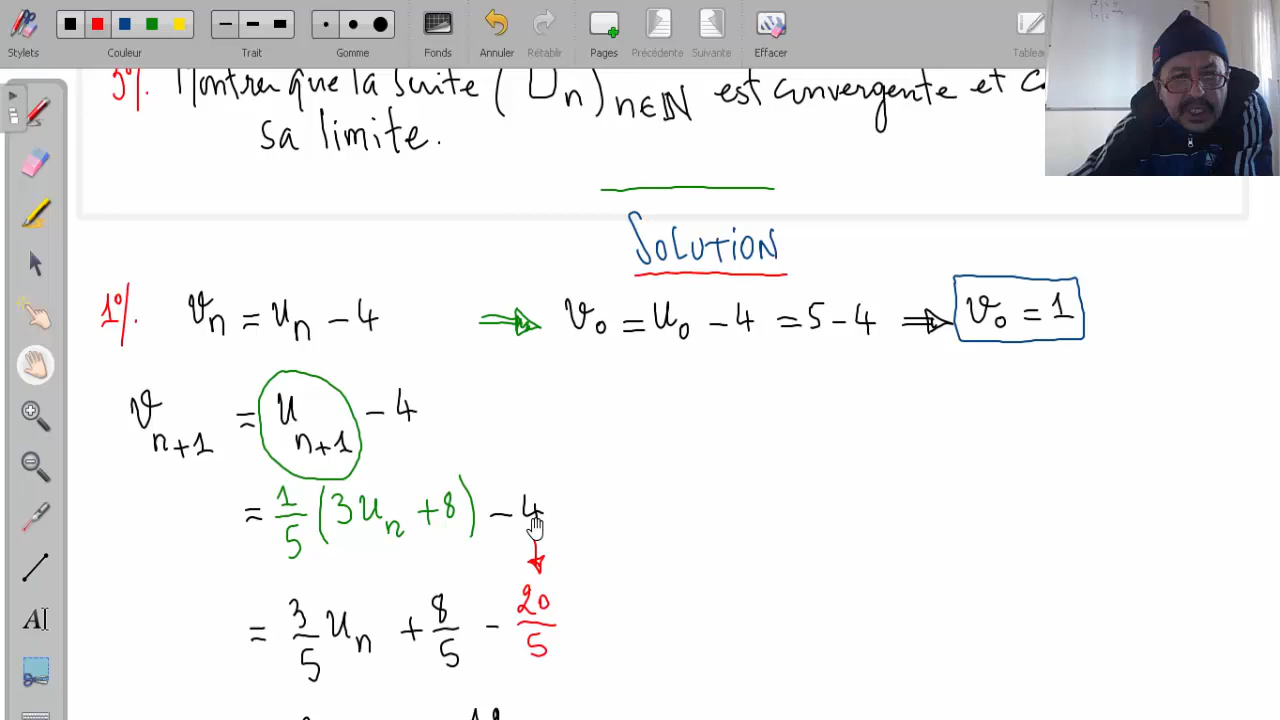 Stylets Couleur Trait Gomme Fonds Annuler Rétablir Pages Précédente Suivante Effacer
3°/. Montrer que la suite (Un)n∈ℕ est convergente et
sa limite.
SOLUTION
1°/. vn = un − 4 ⇒ v0 = u0 − 4 = 5 − 4 ⇒ v0 = 1
vn+1 = un+1 − 4
= 1/5 (3un + 8) − 4
= 3/5 un + 8/5 − 20/5